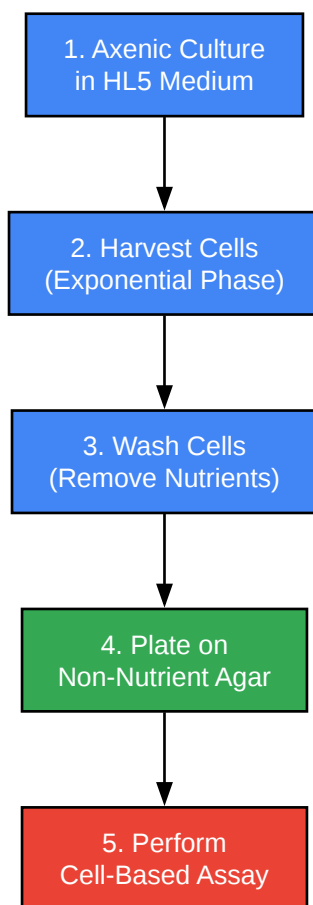 1. Axenic Culture
in HL5 Medium
2. Harvest Cells
(Exponential Phase)
3. Wash Cells
(Remove Nutrients)
4. Plate on
Non-Nutrient Agar
5. Perform
Cell-Based Assay